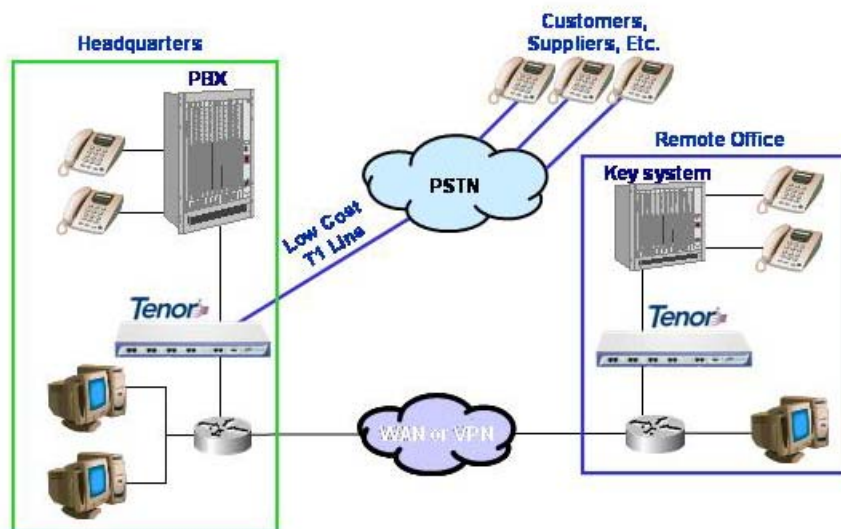 Headquarters
Customers,
Suppliers, Etc.
PBX
Remote Office
PSTN
Key system
Low Cost
T1 Line
Tenor
Tenor
WAN or VPN